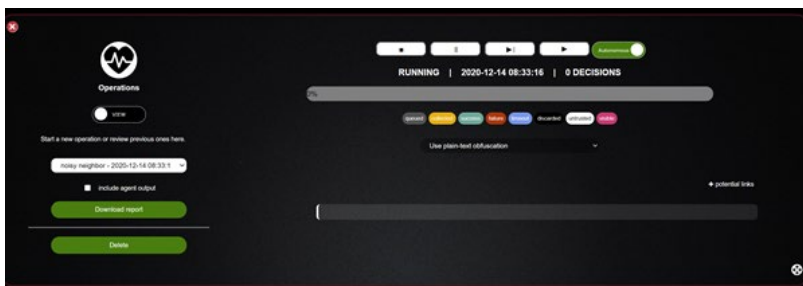 Operations
VIEW
Start a new operation or review previous ones here.
noisy neighbor - 2020-12-14 08:33:1
include agent output
Download report
Delete
Autonomous
RUNNING | 2020-12-14 08:33:16 | 0 DECISIONS
0%
queued collected success failure timeout discarded untrusted visible
Use plain-text obfuscation
+ potential links